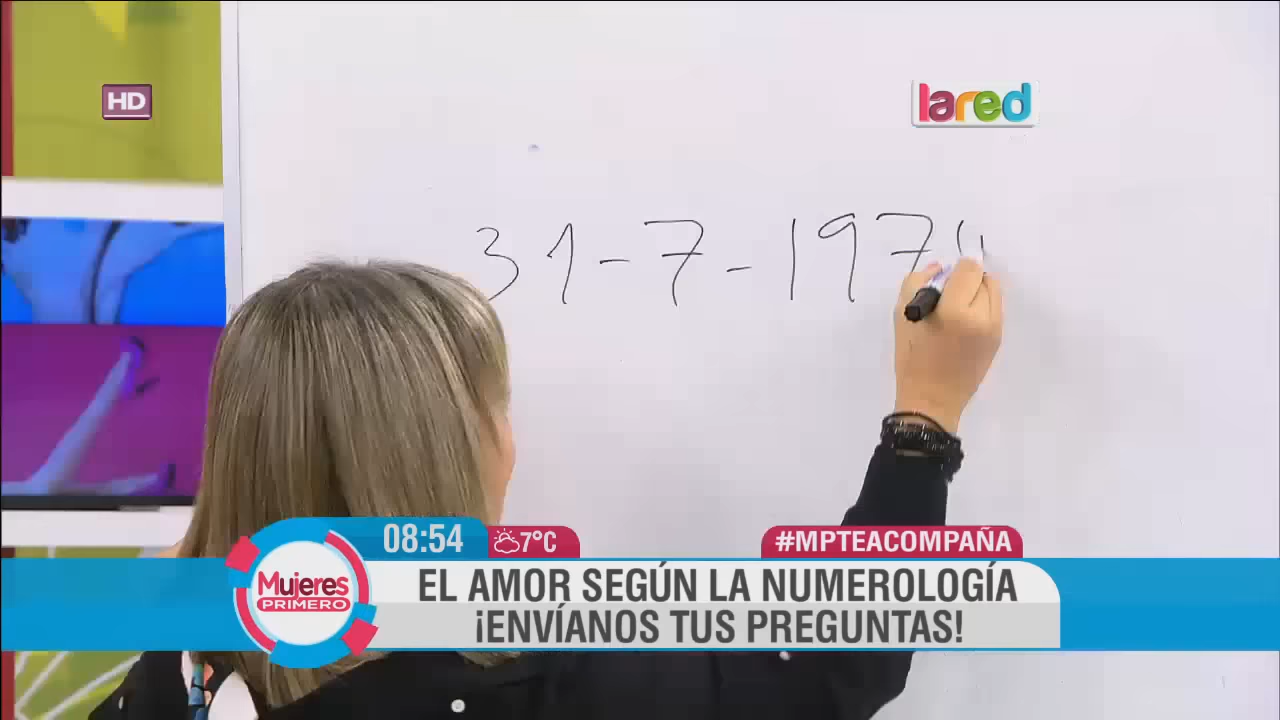 HD
lared
31-7-197
08:54
7°C
#MPTEACOMPAÑA
Mujeres
PRIMERO
EL AMOR SEGÚN LA NUMEROLOGÍA
¡ENVÍANOS TUS PREGUNTAS!